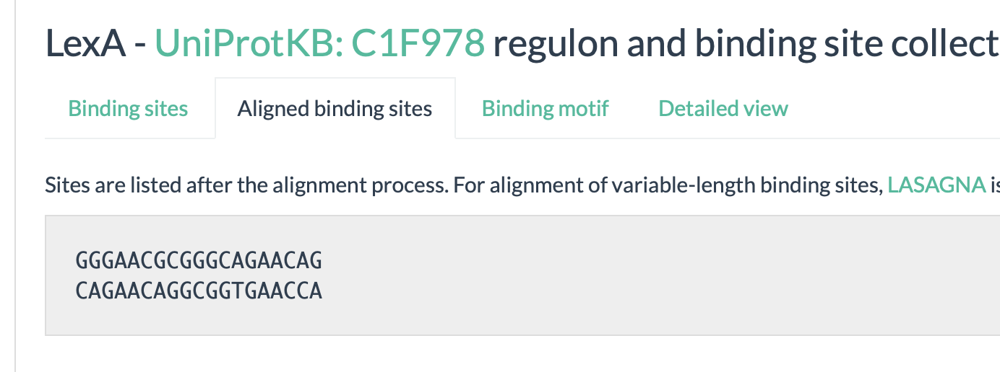 LexA - UniProtKB: C1F978 regulon and binding site collect
Binding sites Aligned binding sites Binding motif Detailed view
Sites are listed after the alignment process. For alignment of variable-length binding sites, LASAGNA is
GGGAACGCGGGCAGAACAG
CAGAACAGGCGGTGAACCA